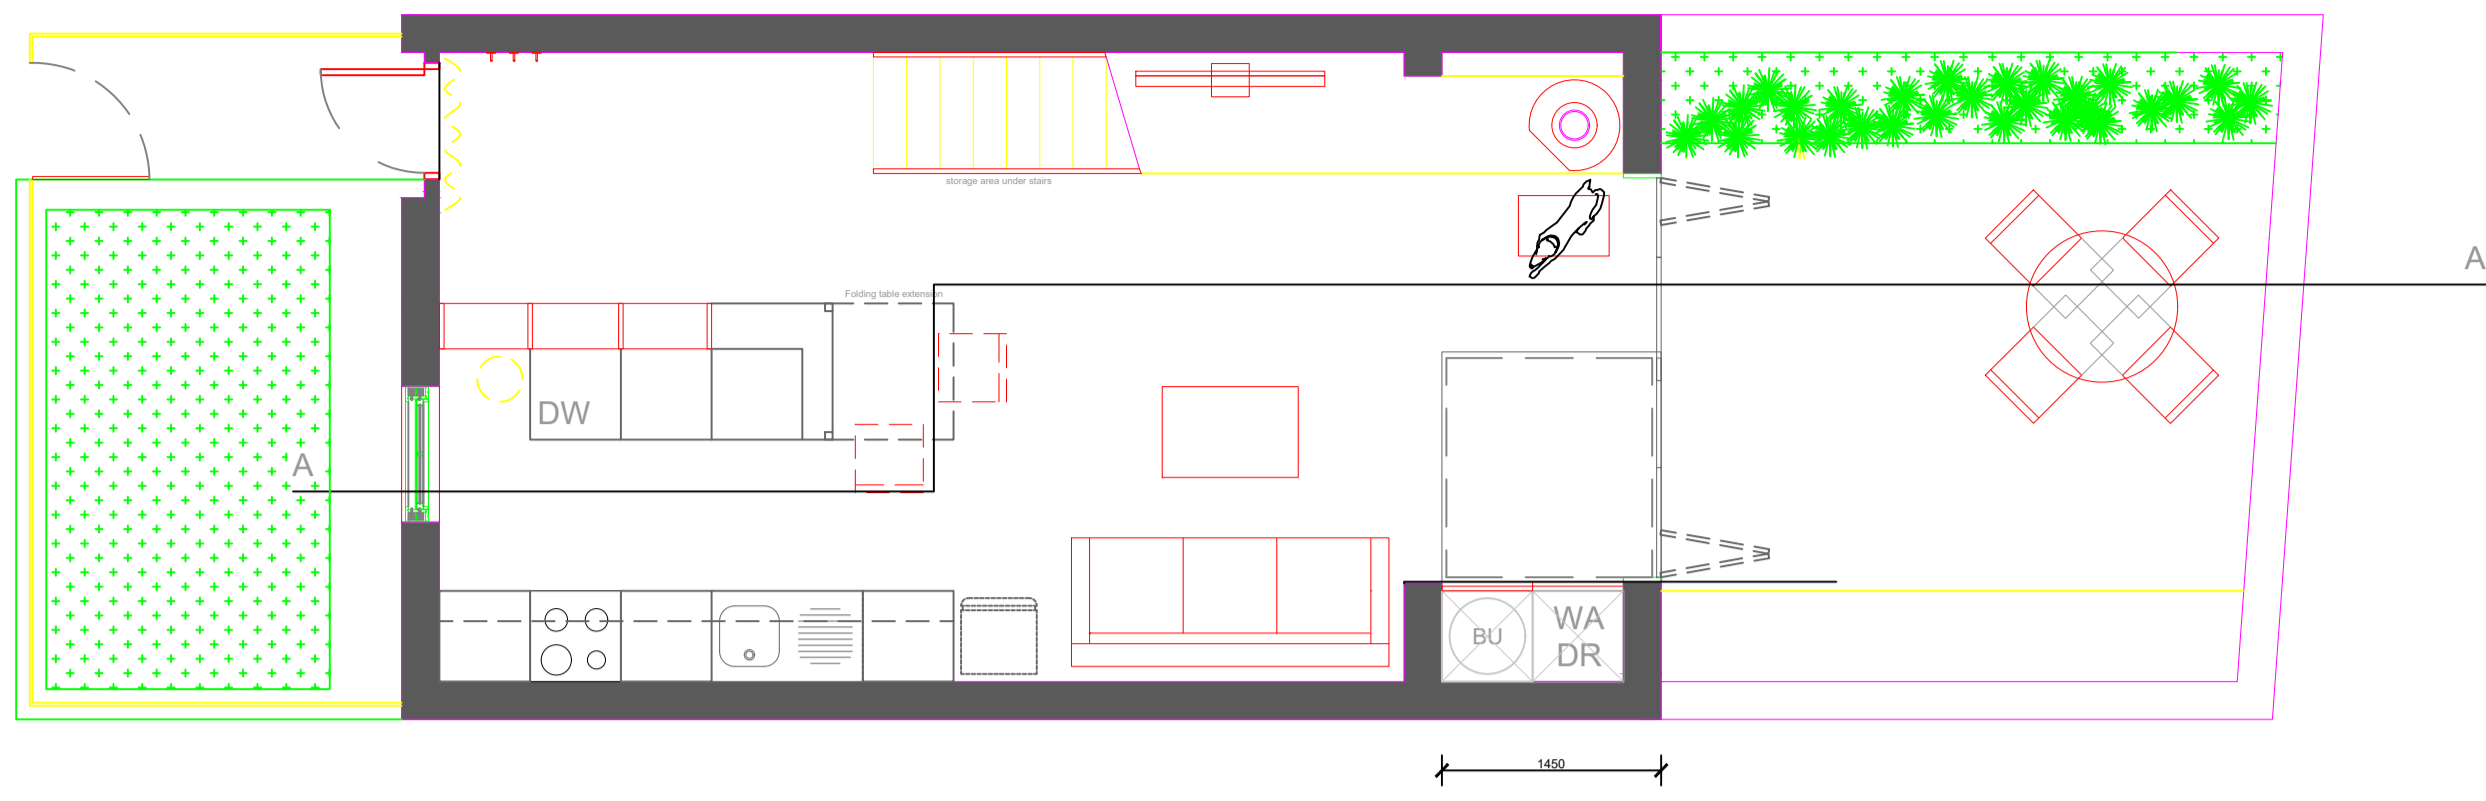 storage area under stairs
A
Folding table extension
DW
A
BU
WA
DR
1450